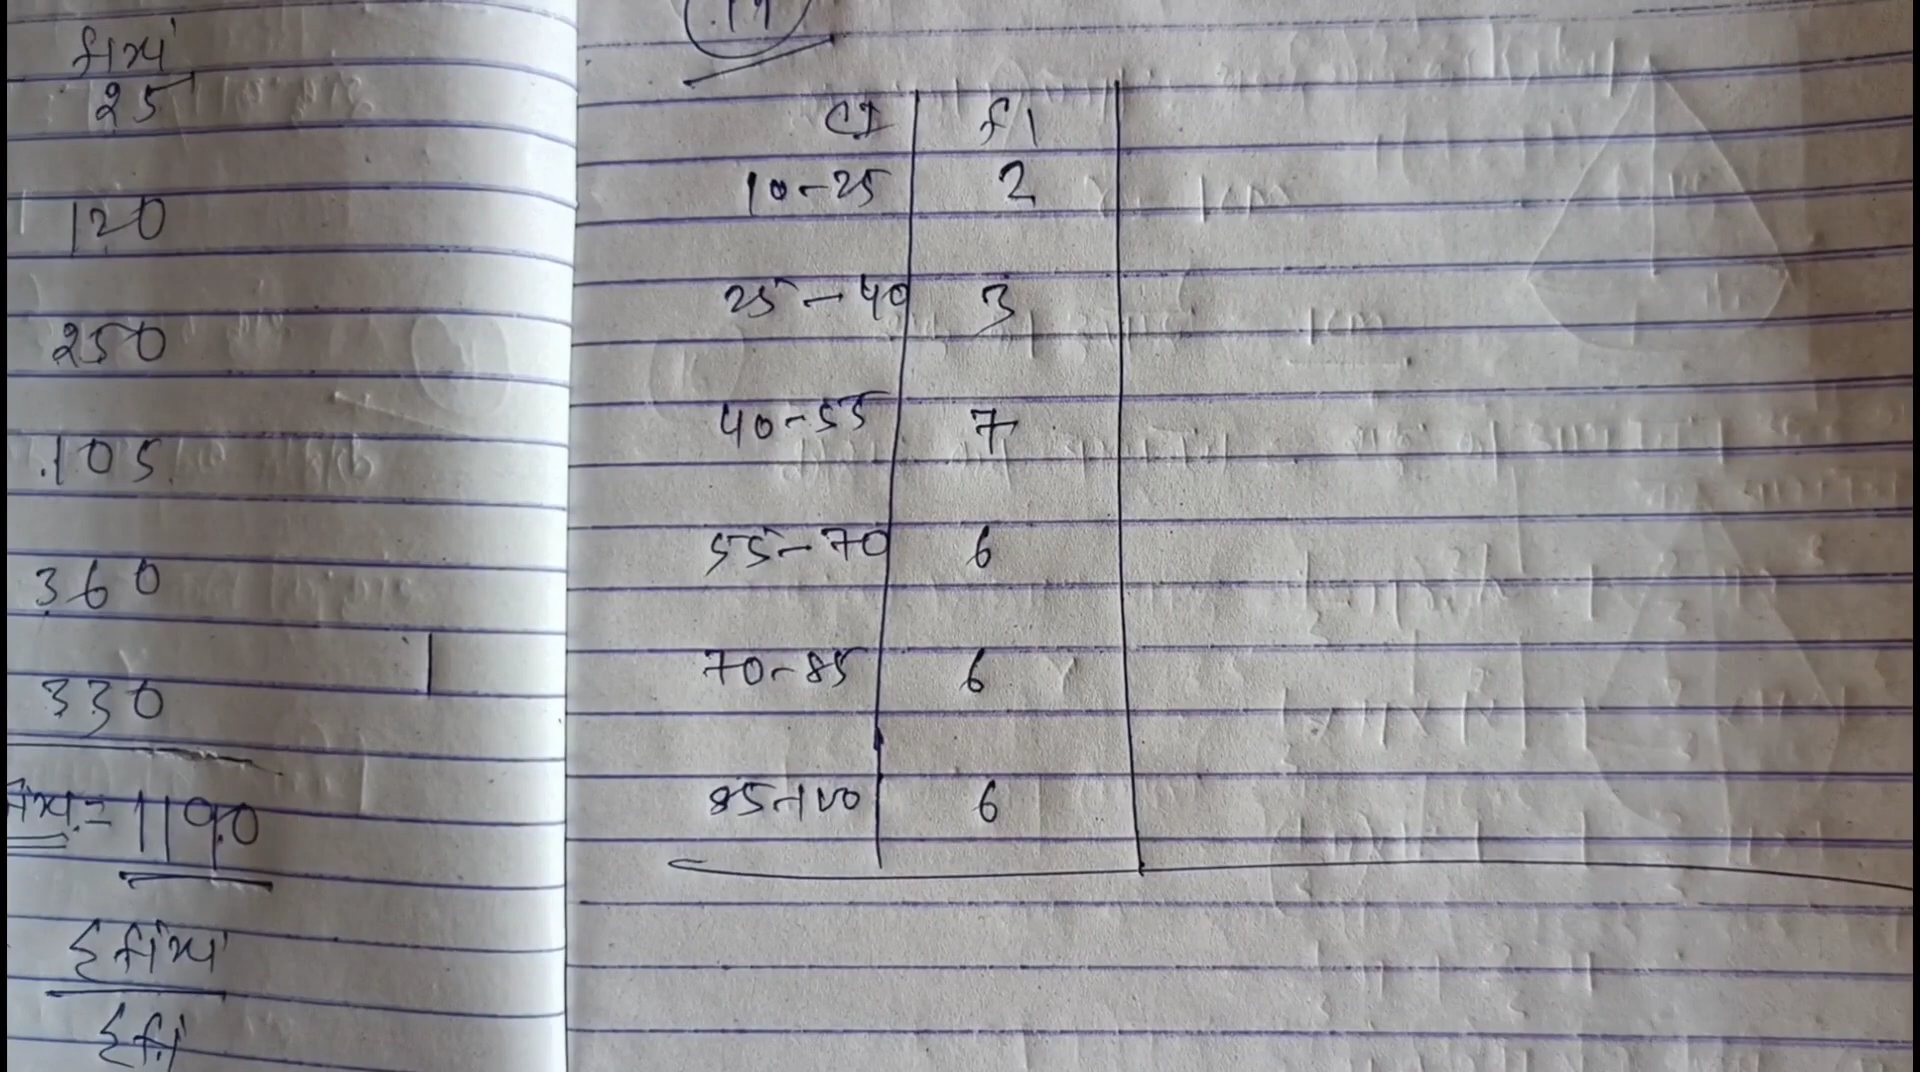 fixi
25
120
250
105
360
330
fixi = 1190
Σfixi
Σfi
CI fi
10-25 2
25-40 3
40-55 7
55-70 6
70-85 6
85-100 6